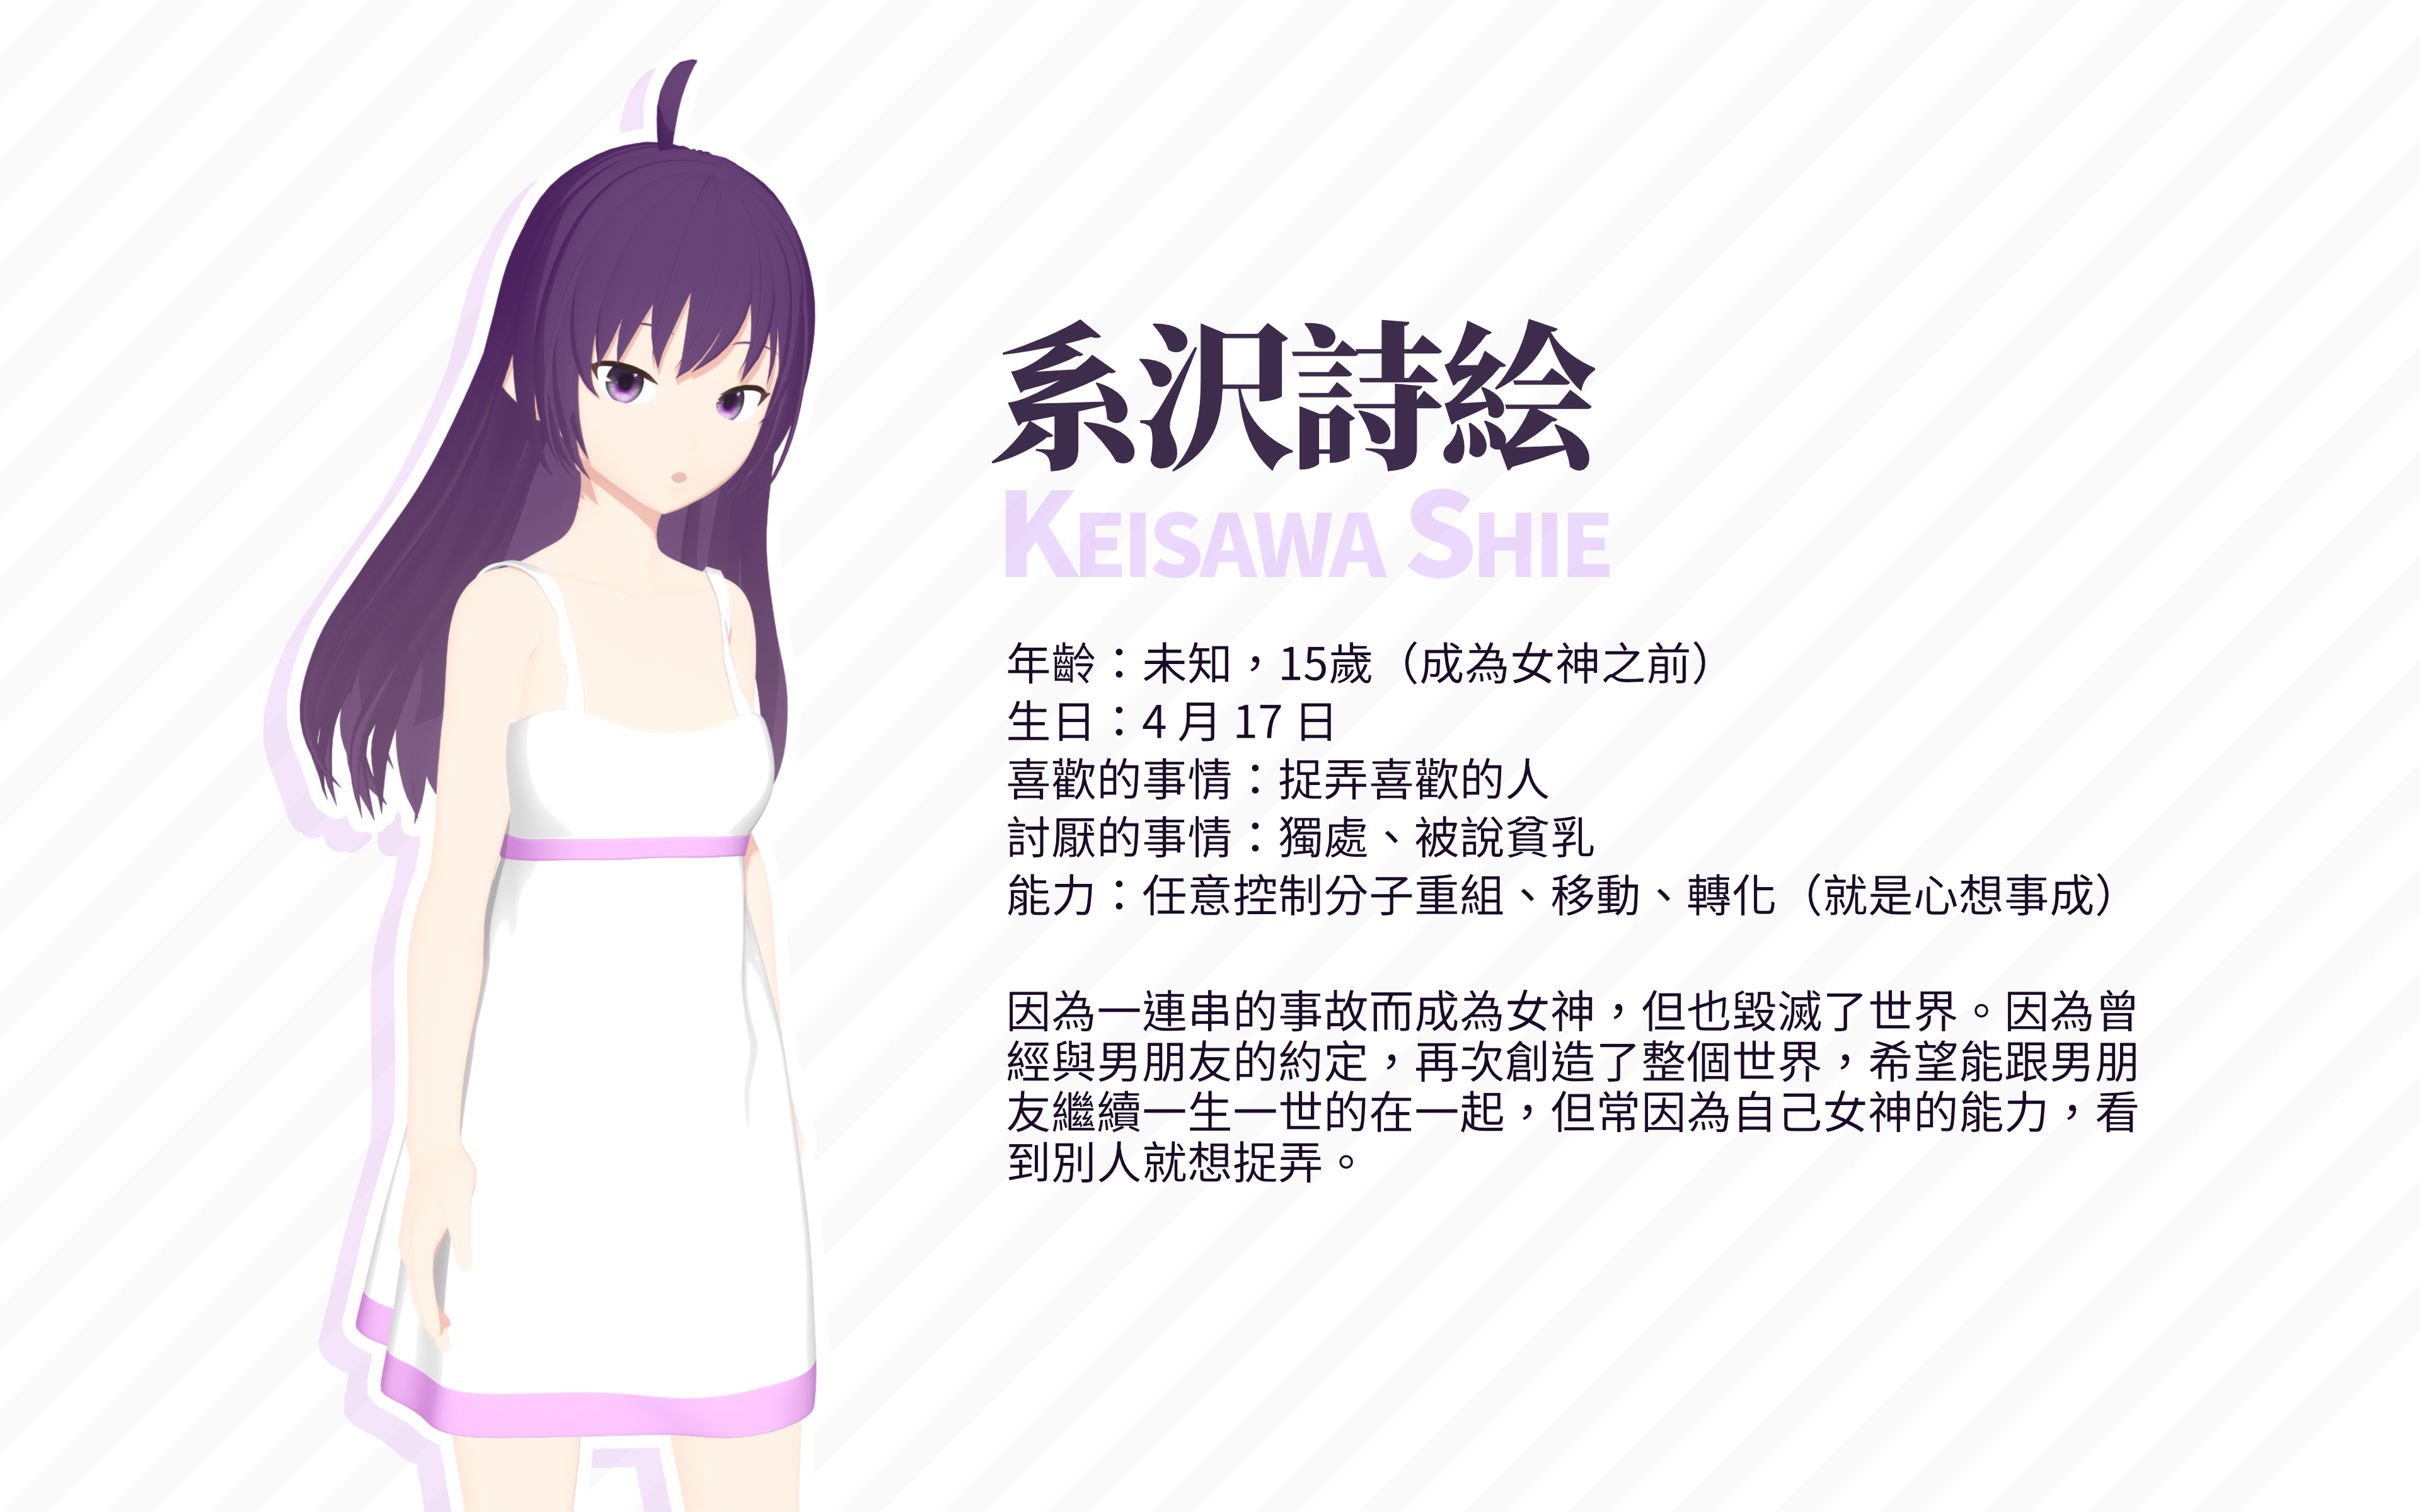 系沢詩絵
KEISAWA SHIE
年齡：未知，15歲（成為女神之前）
生日：4 月 17 日
喜歡的事情：捉弄喜歡的人
討厭的事情：獨處、被說貧乳
能力：任意控制分子重組、移動、轉化（就是心想事成）
因為一連串的事故而成為女神，但也毀滅了世界。因為曾
經與男朋友的約定，再次創造了整個世界，希望能跟男朋
友繼續一生一世的在一起，但常因為自己女神的能力，看
到別人就想捉弄。